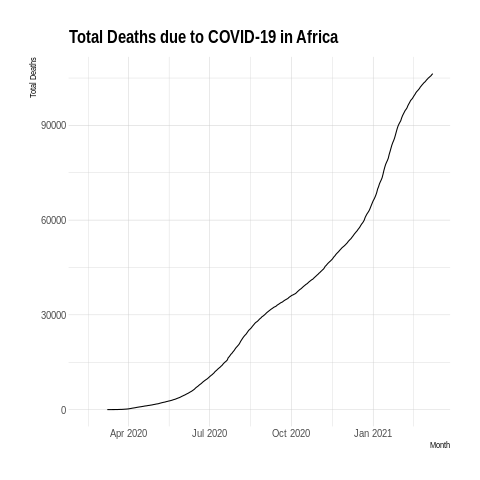 Total Deaths due to COVID-19 in Africa
Total Deaths
90000
60000
30000
0
Apr 2020
Jul 2020
Oct 2020
Jan 2021
Month